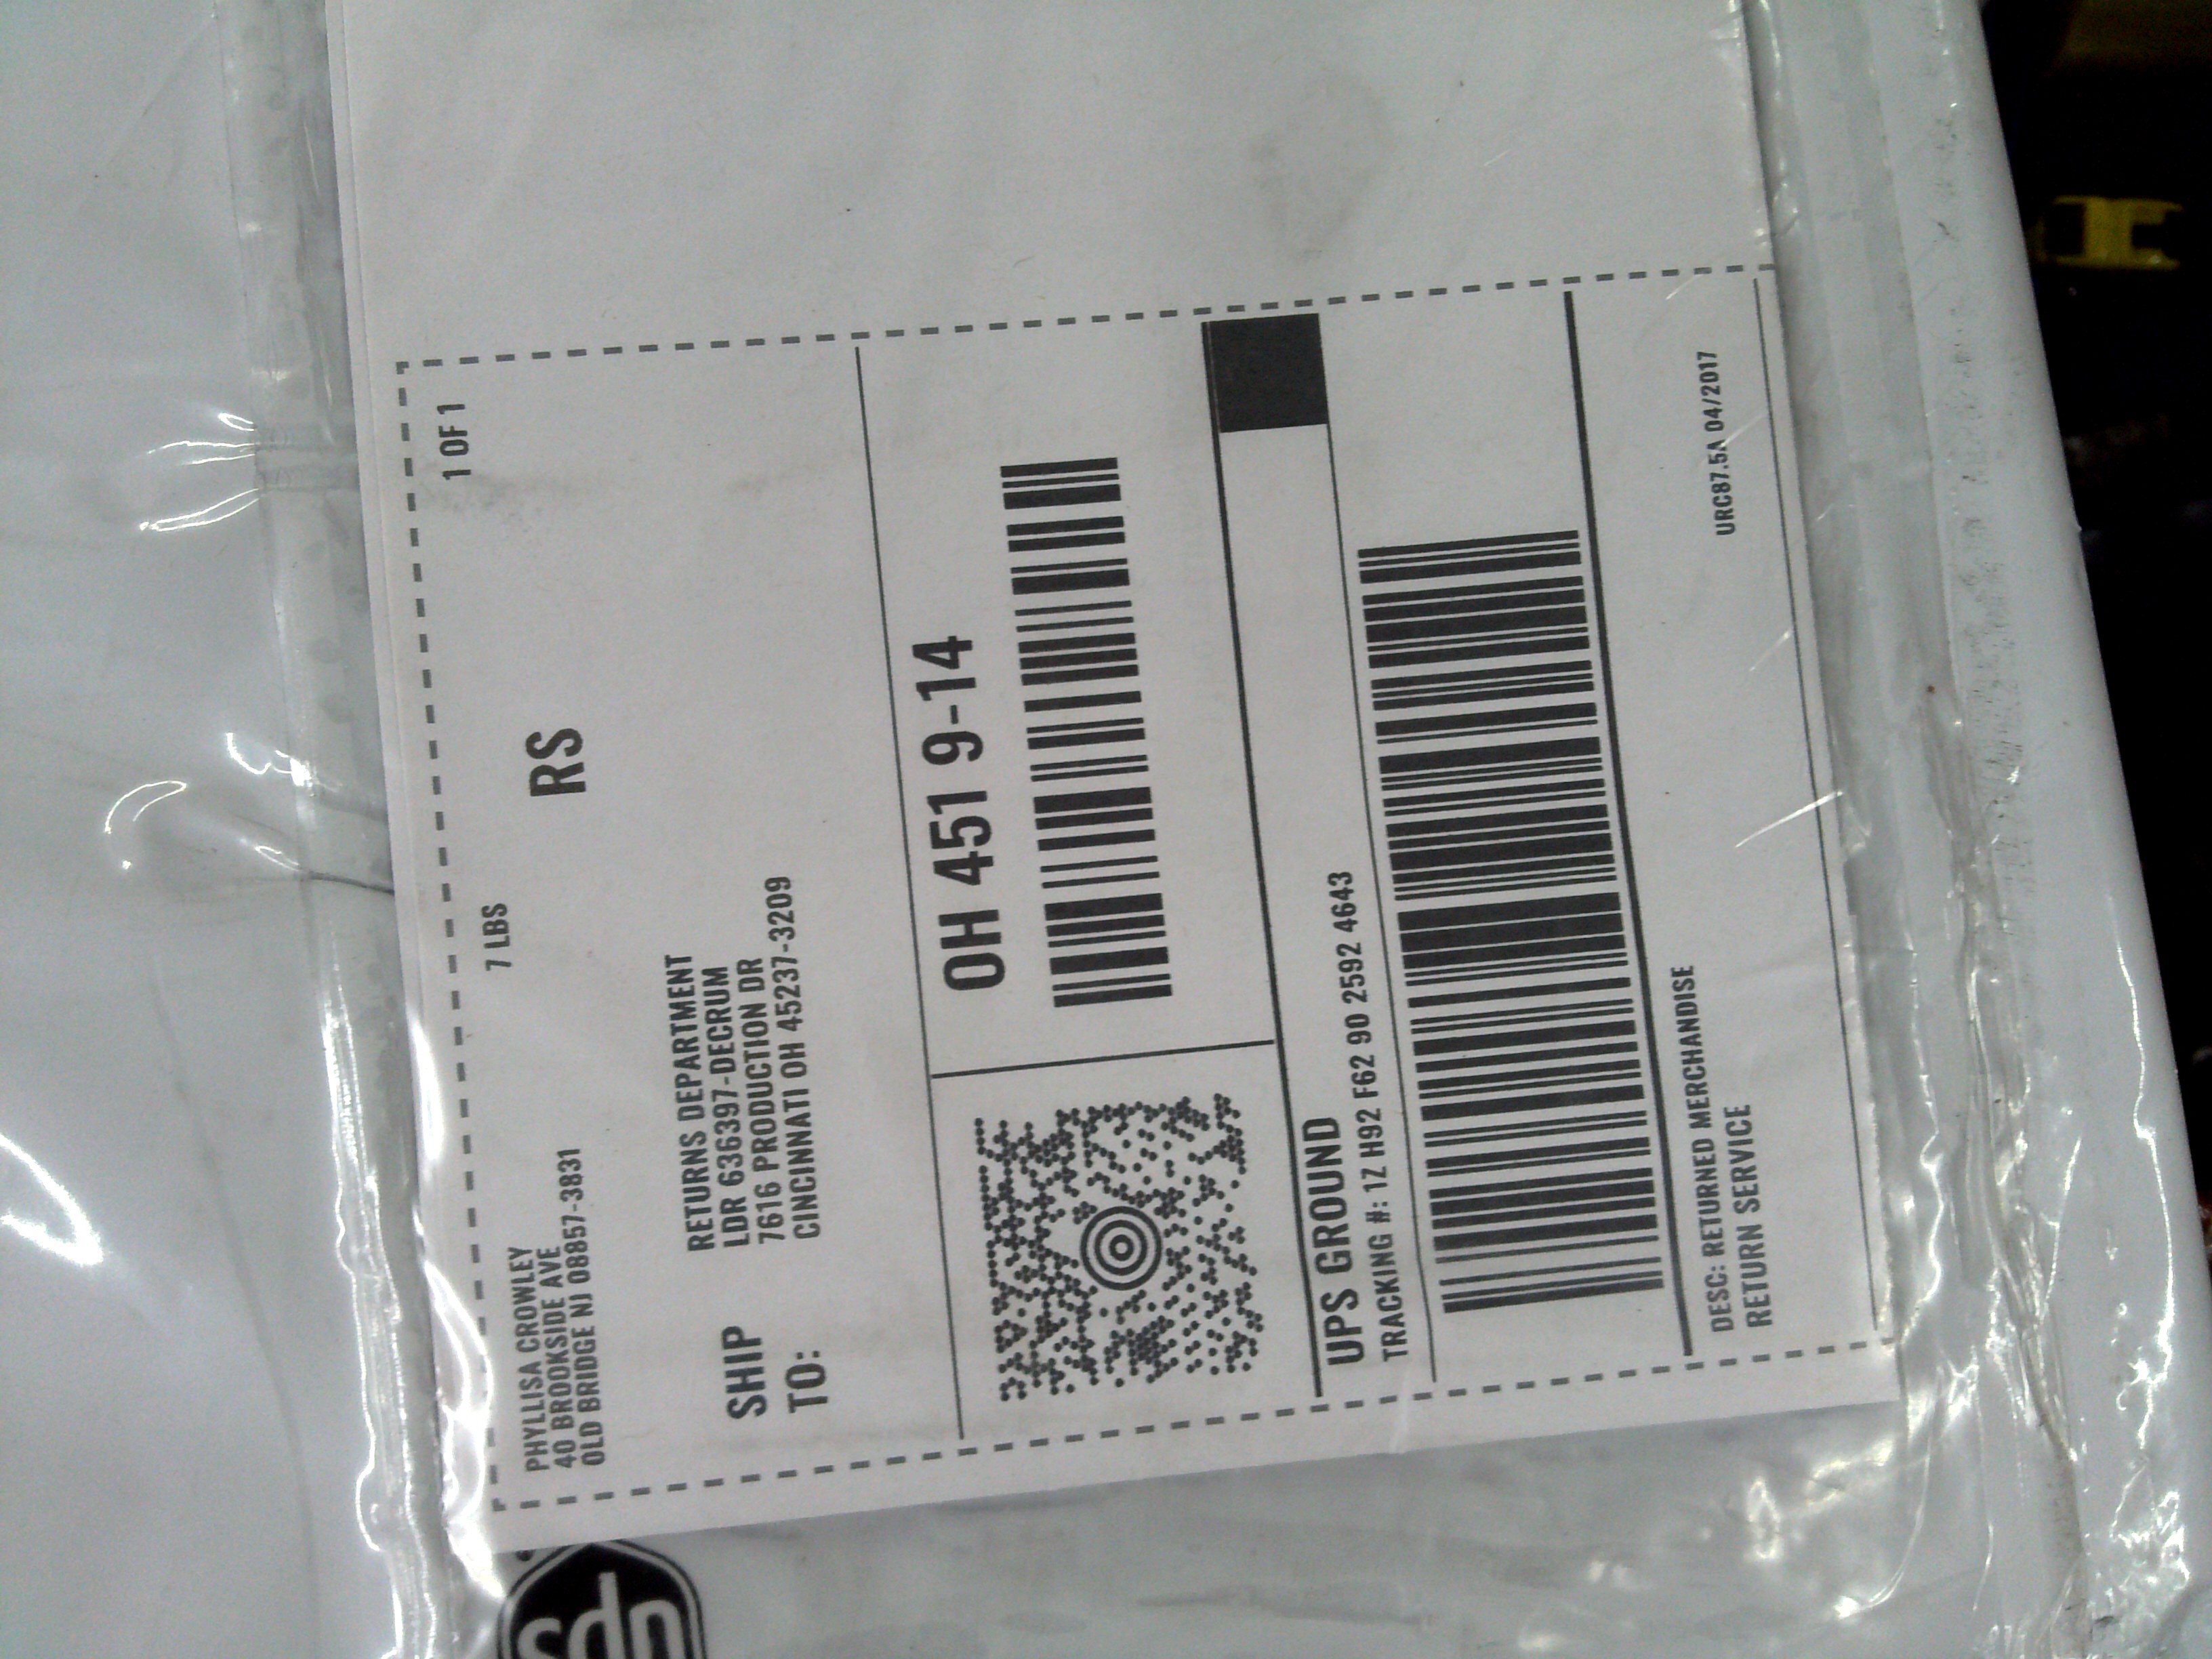 PHYLLISA CROWLEY
40 BROOKSIDE AVE
OLD BRIDGE NJ 08857-3831
7 LBS
1 OF 1
RS
SHIP TO:
RETURNS DEPARTMENT
LDR 636397-DECRUM
7616 PRODUCTION DR
CINCINNATI OH 45237-3209
OH 451 9-14
UPS GROUND
TRACKING #: 1Z H92 F62 90 2592 4643
DESC: RETURNED MERCHANDISE
RETURN SERVICE
URC87.5A 04/2017
ups